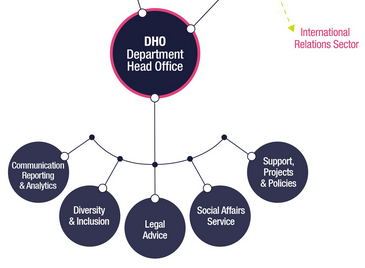 DHO
Department
Head Office
International
Relations Sector
Communication
Reporting
& Analytics
Diversity
& Inclusion
Legal
Advice
Social Affairs
Service
Support,
Projects
& Policies